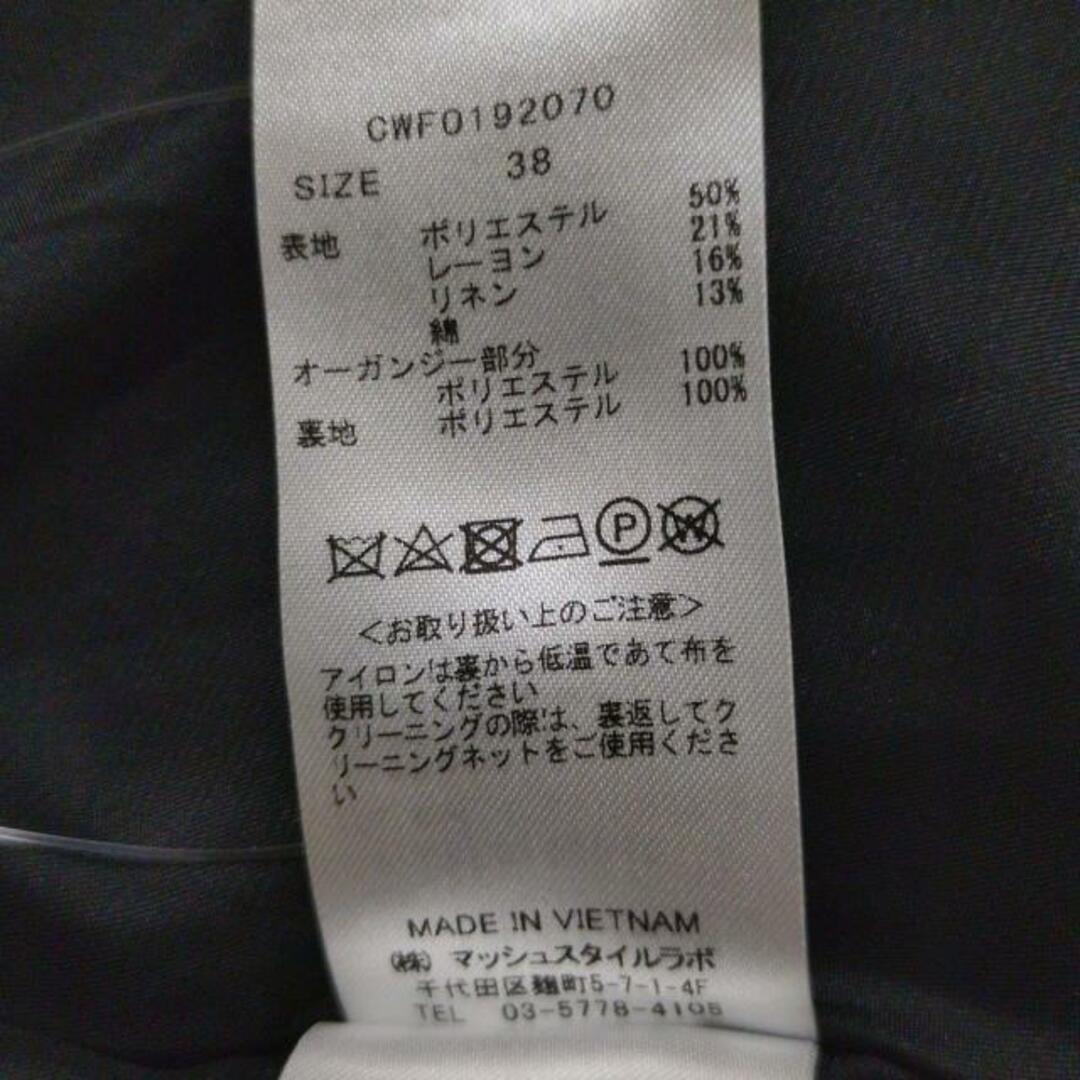 CWF0192070
SIZE 38
表地 ポリエステル 50%
レーヨン 21%
リネン 16%
綿 13%
オーガンジー部分
ポリエステル 100%
裏地 ポリエステル 100%
P W
<お取り扱い上のご注意>
アイロンは裏から低温であて布を
使用してください
クリーニングの際は、裏返してク
リーニングネットをご使用くださ
い
MADE IN VIETNAM
(株) マッシュスタイルラボ
千代田区麹町5-7-1-4F
TEL 03-5778-4105